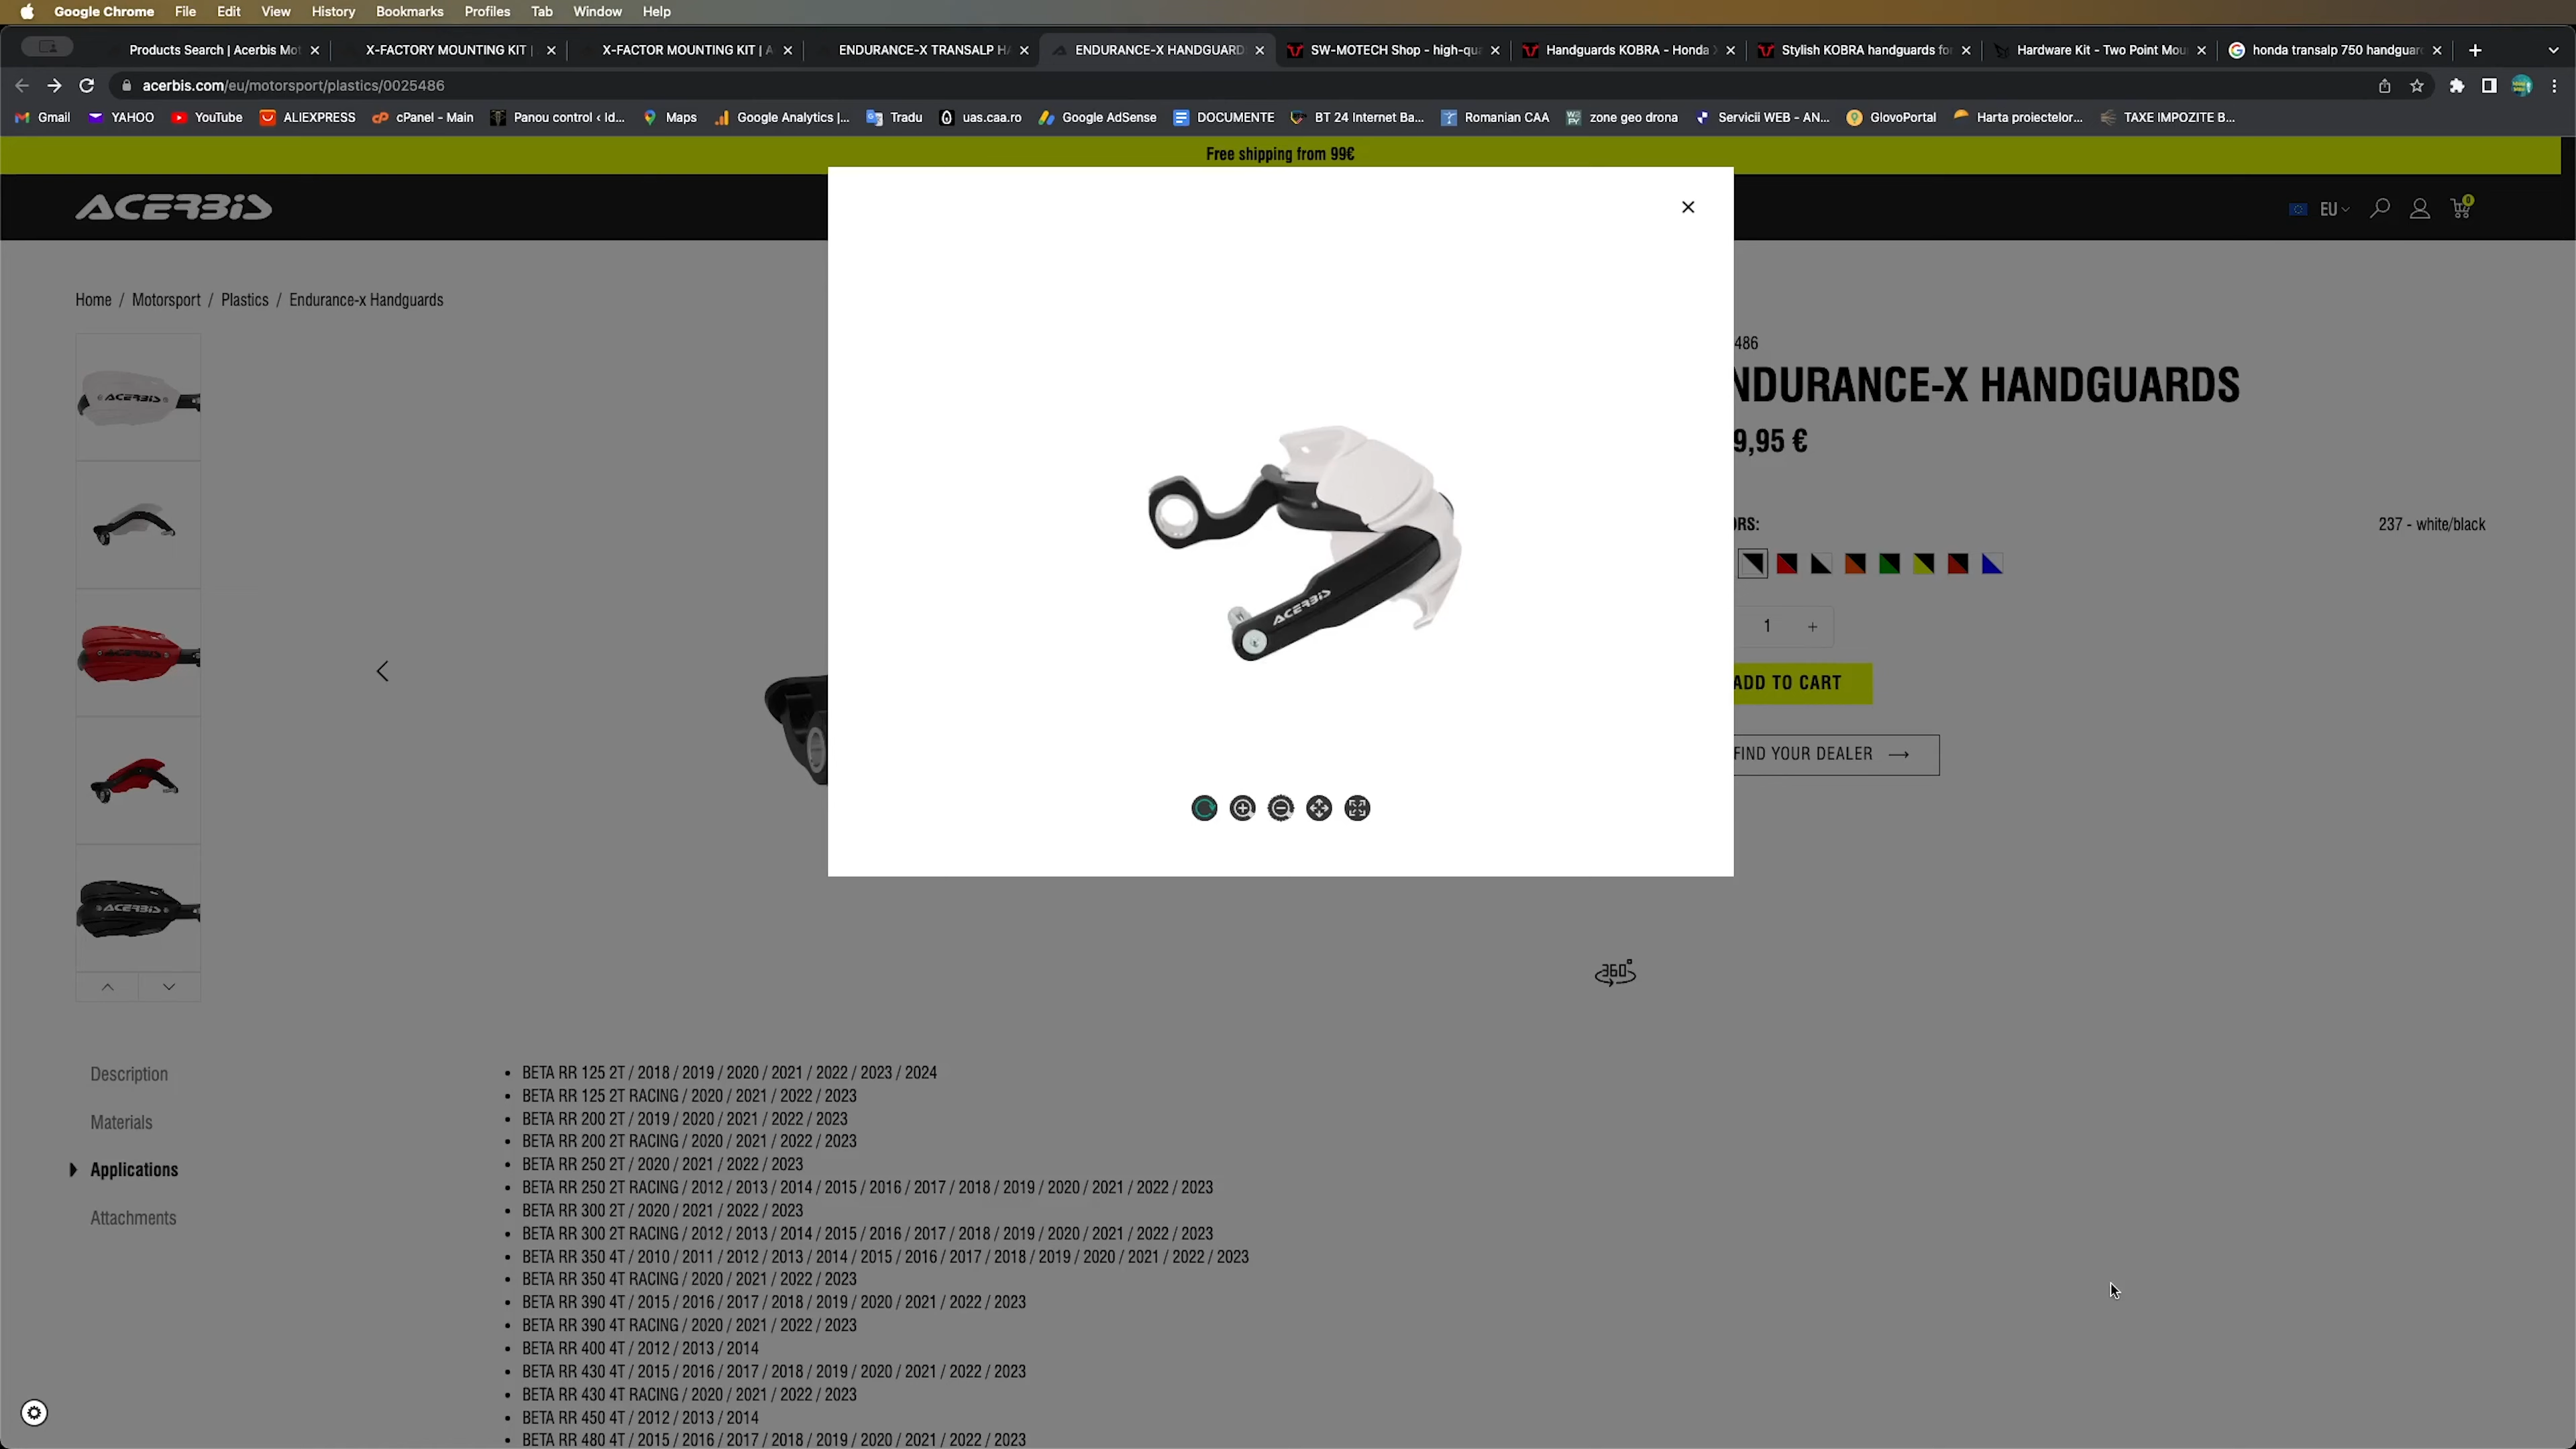 Google Chrome File Edit View History Bookmarks Profiles Tab Window Help
Products Search | Acerbis Mot X-FACTORY MOUNTING KIT | X-FACTOR MOUNTING KIT | A ENDURANCE-X TRANSALP HA ENDURANCE-X HANDGUARD SW-MOTECH Shop - high-qua Handguards KOBRA - Honda X Stylish KOBRA handguards fo Hardware Kit - Two Point Mou honda transalp 750 handguar
acerbis.com/eu/motorsport/plastics/0025486
Gmail YAHOO YouTube ALIEXPRESS cPanel - Main Panou control ‹ Id... Maps Google Analytics |... Tradu uas.caa.ro Google AdSense DOCUMENTE BT 24 Internet Ba... Romanian CAA zone geo drona Servicii WEB - AN... GlovoPortal Harta proiectelor... TAXE IMPOZITE B...
Free shipping from 99€
ACERBIS EU 0
Home / Motorsport / Plastics / Endurance-x Handguards
486
NDURANCE-X HANDGUARDS
9,95 €
ORS: 237 - white/black
1 +
ADD TO CART
FIND YOUR DEALER
ACERBIS
ACERBIS
ACERBIS
ACERBIS
360°
Description
Materials
Applications
Attachments
• BETA RR 125 2T / 2018 / 2019 / 2020 / 2021 / 2022 / 2023 / 2024
• BETA RR 125 2T RACING / 2020 / 2021 / 2022 / 2023
• BETA RR 200 2T / 2019 / 2020 / 2021 / 2022 / 2023
• BETA RR 200 2T RACING / 2020 / 2021 / 2022 / 2023
• BETA RR 250 2T / 2020 / 2021 / 2022 / 2023
• BETA RR 250 2T RACING / 2012 / 2013 / 2014 / 2015 / 2016 / 2017 / 2018 / 2019 / 2020 / 2021 / 2022 / 2023
• BETA RR 300 2T / 2020 / 2021 / 2022 / 2023
• BETA RR 300 2T RACING / 2012 / 2013 / 2014 / 2015 / 2016 / 2017 / 2018 / 2019 / 2020 / 2021 / 2022 / 2023
• BETA RR 350 4T / 2010 / 2011 / 2012 / 2013 / 2014 / 2015 / 2016 / 2017 / 2018 / 2019 / 2020 / 2021 / 2022 / 2023
• BETA RR 350 4T RACING / 2020 / 2021 / 2022 / 2023
• BETA RR 390 4T / 2015 / 2016 / 2017 / 2018 / 2019 / 2020 / 2021 / 2022 / 2023
• BETA RR 390 4T RACING / 2020 / 2021 / 2022 / 2023
• BETA RR 400 4T / 2012 / 2013 / 2014
• BETA RR 430 4T / 2015 / 2016 / 2017 / 2018 / 2019 / 2020 / 2021 / 2022 / 2023
• BETA RR 430 4T RACING / 2020 / 2021 / 2022 / 2023
• BETA RR 450 4T / 2012 / 2013 / 2014
• BETA RR 480 4T / 2015 / 2016 / 2017 / 2018 / 2019 / 2020 / 2021 / 2022 / 2023